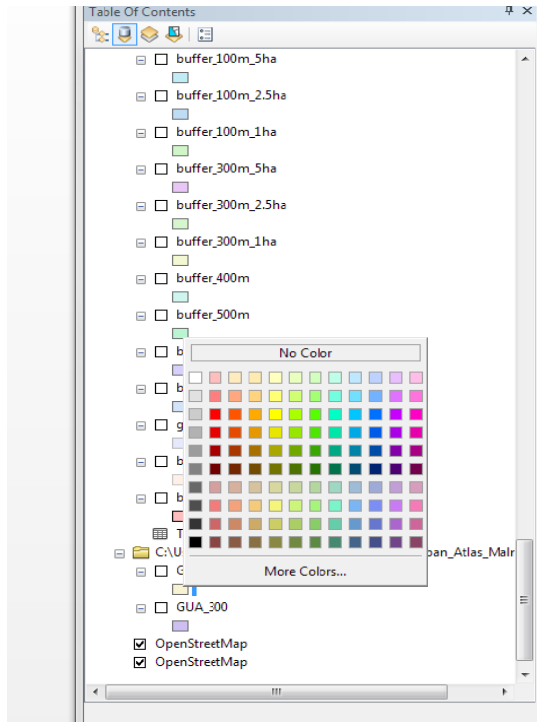 Table Of Contents
buffer_100m_5ha
buffer_100m_2.5ha
buffer_100m_1ha
buffer_300m_5ha
buffer_300m_2.5ha
buffer_300m_1ha
buffer_400m
buffer_500m
b
No Color
b
g
b
b
T
C:\U
pan_Atlas_MaIr
G
More Colors...
GUA_300
OpenStreetMap
OpenStreetMap